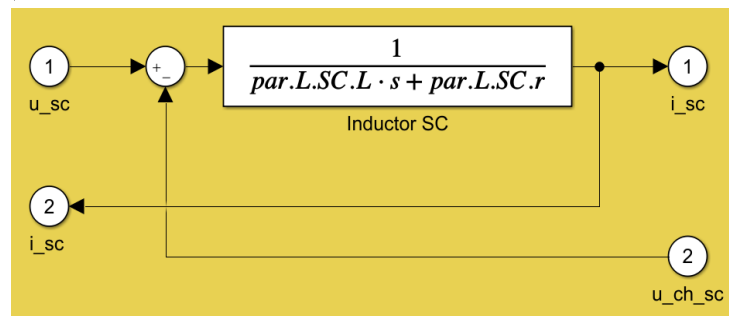 1
u_sc
+
−
1
par.L.SC.L · s + par.L.SC.r
Inductor SC
1
i_sc
2
i_sc
2
u_ch_sc